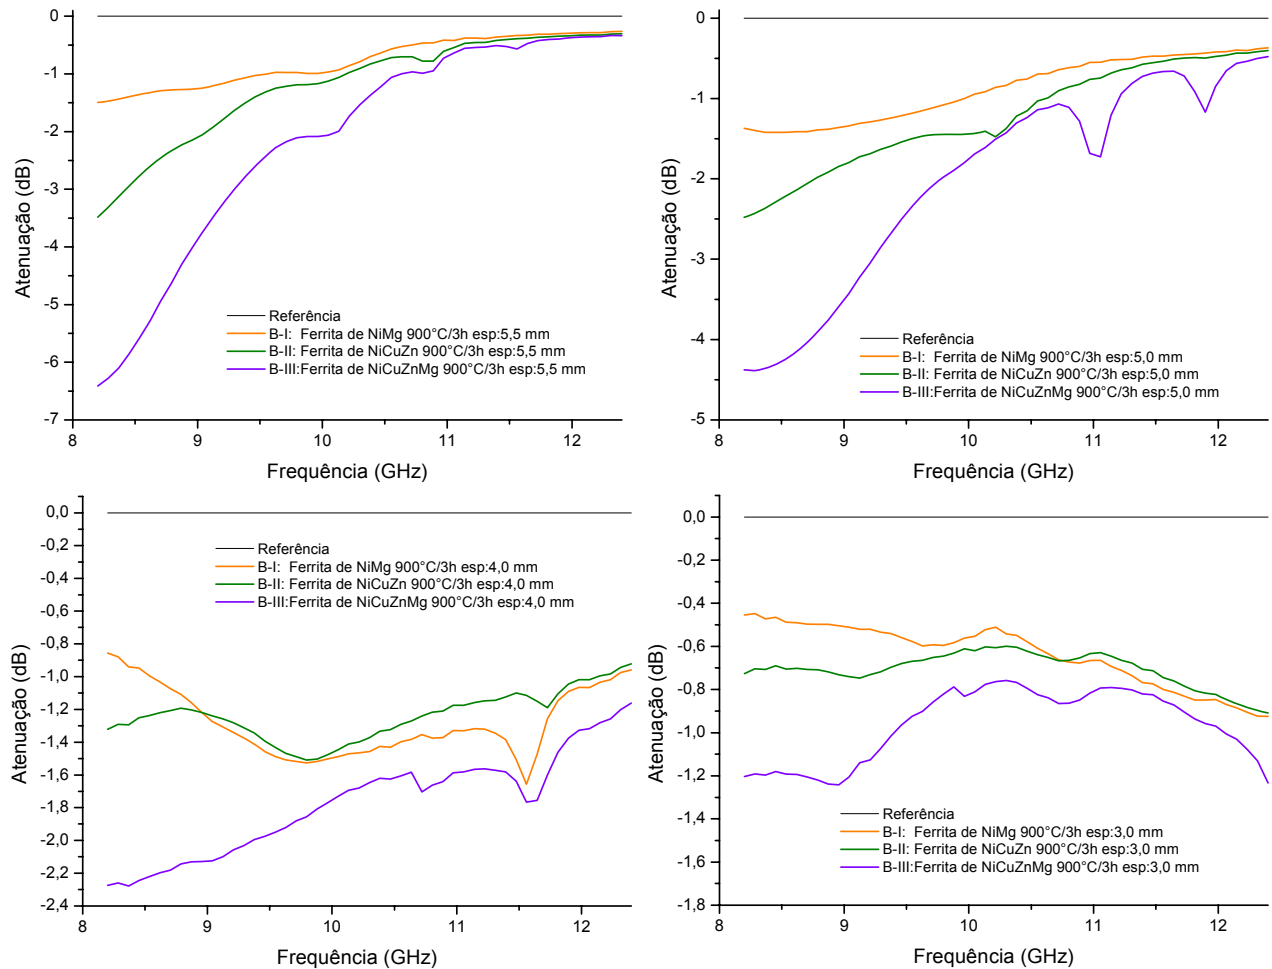 0
-1
-2
-3
-4
-5
-6
-7
Atenuação (dB)
Referência
B-I: Ferrita de NiMg 900°C/3h esp:5,5 mm
B-II: Ferrita de NiCuZn 900°C/3h esp:5,5 mm
B-III:Ferrita de NiCuZnMg 900°C/3h esp:5,5 mm
8 9 10 11 12
Frequência (GHz)
0
-1
-2
-3
-4
-5
Atenuação (dB)
Referência
B-I: Ferrita de NiMg 900°C/3h esp:5,0 mm
B-II: Ferrita de NiCuZn 900°C/3h esp:5,0 mm
B-III:Ferrita de NiCuZnMg 900°C/3h esp:5,0 mm
8 9 10 11 12
Frequência (GHz)
0,0
-0,2
-0,4
-0,6
-0,8
-1,0
-1,2
-1,4
-1,6
-1,8
-2,0
-2,2
-2,4
Atenuação (dB)
Referência
B-I: Ferrita de NiMg 900°C/3h esp:4,0 mm
B-II: Ferrita de NiCuZn 900°C/3h esp:4,0 mm
B-III:Ferrita de NiCuZnMg 900°C/3h esp:4,0 mm
8 9 10 11 12
Frequência (GHz)
0,0
-0,2
-0,4
-0,6
-0,8
-1,0
-1,2
-1,4
-1,6
-1,8
Atenuação (dB)
Referência
B-I: Ferrita de NiMg 900°C/3h esp:3,0 mm
B-II: Ferrita de NiCuZn 900°C/3h esp:3,0 mm
B-III:Ferrita de NiCuZnMg 900°C/3h esp:3,0 mm
8 9 10 11 12
Frequência (GHz)